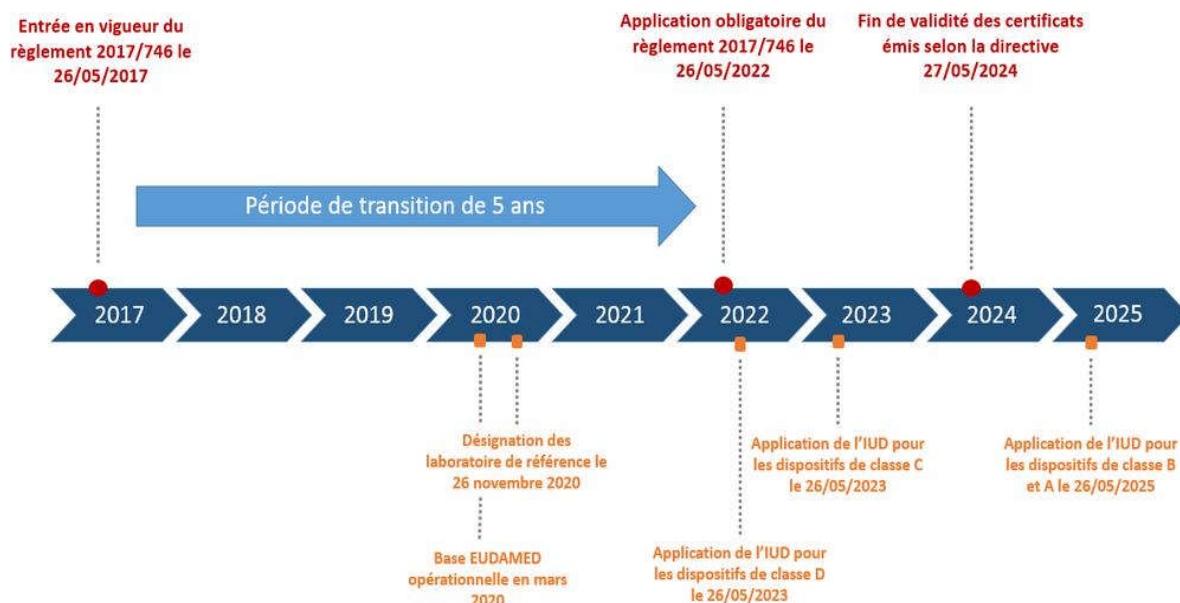 Entrée en vigueur du
règlement 2017/746 le
26/05/2017
Application obligatoire du
règlement 2017/746 le
26/05/2022
Fin de validité des certificats
émis selon la directive
27/05/2024
Période de transition de 5 ans
2017
2018
2019
2020
2021
2022
2023
2024
2025
Désignation des
laboratoire de référence le
26 novembre 2020
Application de l'IUD pour
les dispositifs de classe C
le 26/05/2023
Application de l'IUD pour
les dispositifs de classe B
et A le 26/05/2025
Base EUDAMED
opérationnelle en mars
2020
Application de l'IUD pour
les dispositifs de classe D
le 26/05/2023